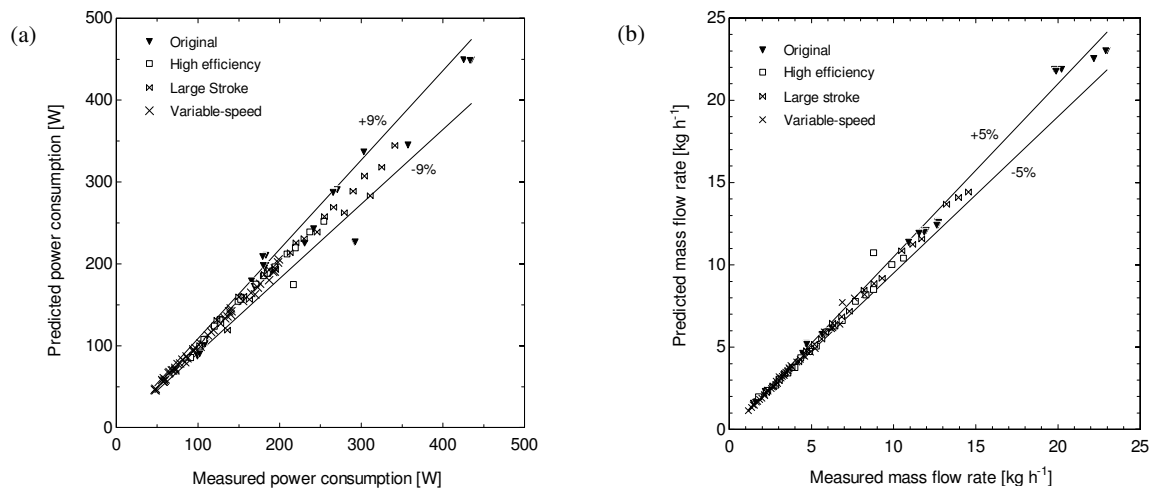 (a)
500
400
300
200
100
0
0 100 200 300 400 500
Predicted power consumption [W]
Measured power consumption [W]
Original
High efficiency
Large Stroke
Variable-speed
+9%
-9%
(b)
25
20
15
10
5
0
0 5 10 15 20 25
Predicted mass flow rate [kg h⁻¹]
Measured mass flow rate [kg h⁻¹]
Original
High efficiency
Large stroke
Variable-speed
+5%
-5%